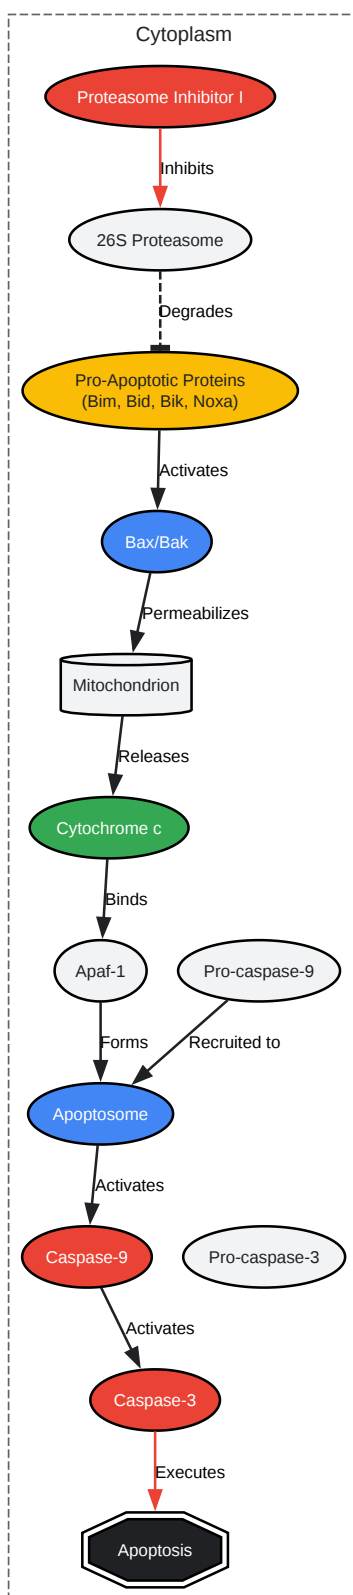 Cytoplasm
Proteasome Inhibitor I
Inhibits
26S Proteasome
Degrades
Pro-Apoptotic Proteins
(Bim, Bid, Bik, Noxa)
Activates
Bax/Bak
Permeabilizes
Mitochondrion
Releases
Cytochrome c
Binds
Apaf-1
Pro-caspase-9
Forms
Recruited to
Apoptosome
Activates
Caspase-9
Pro-caspase-3
Activates
Caspase-3
Executes
Apoptosis